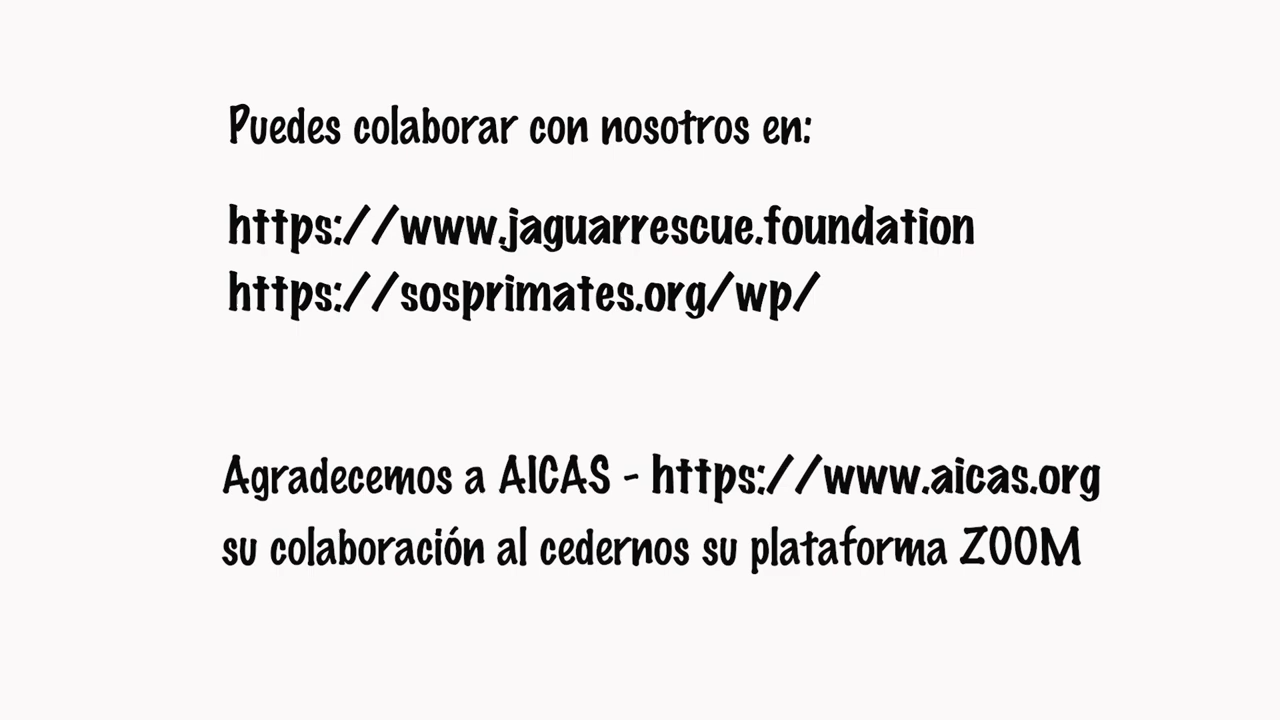 Puedes colaborar con nosotros en:
https://www.jaguarrescue.foundation
https://sosprimates.org/wp/
Agradecemos a AICAS - https://www.aicas.org
su colaboración al cedernos su plataforma ZOOM